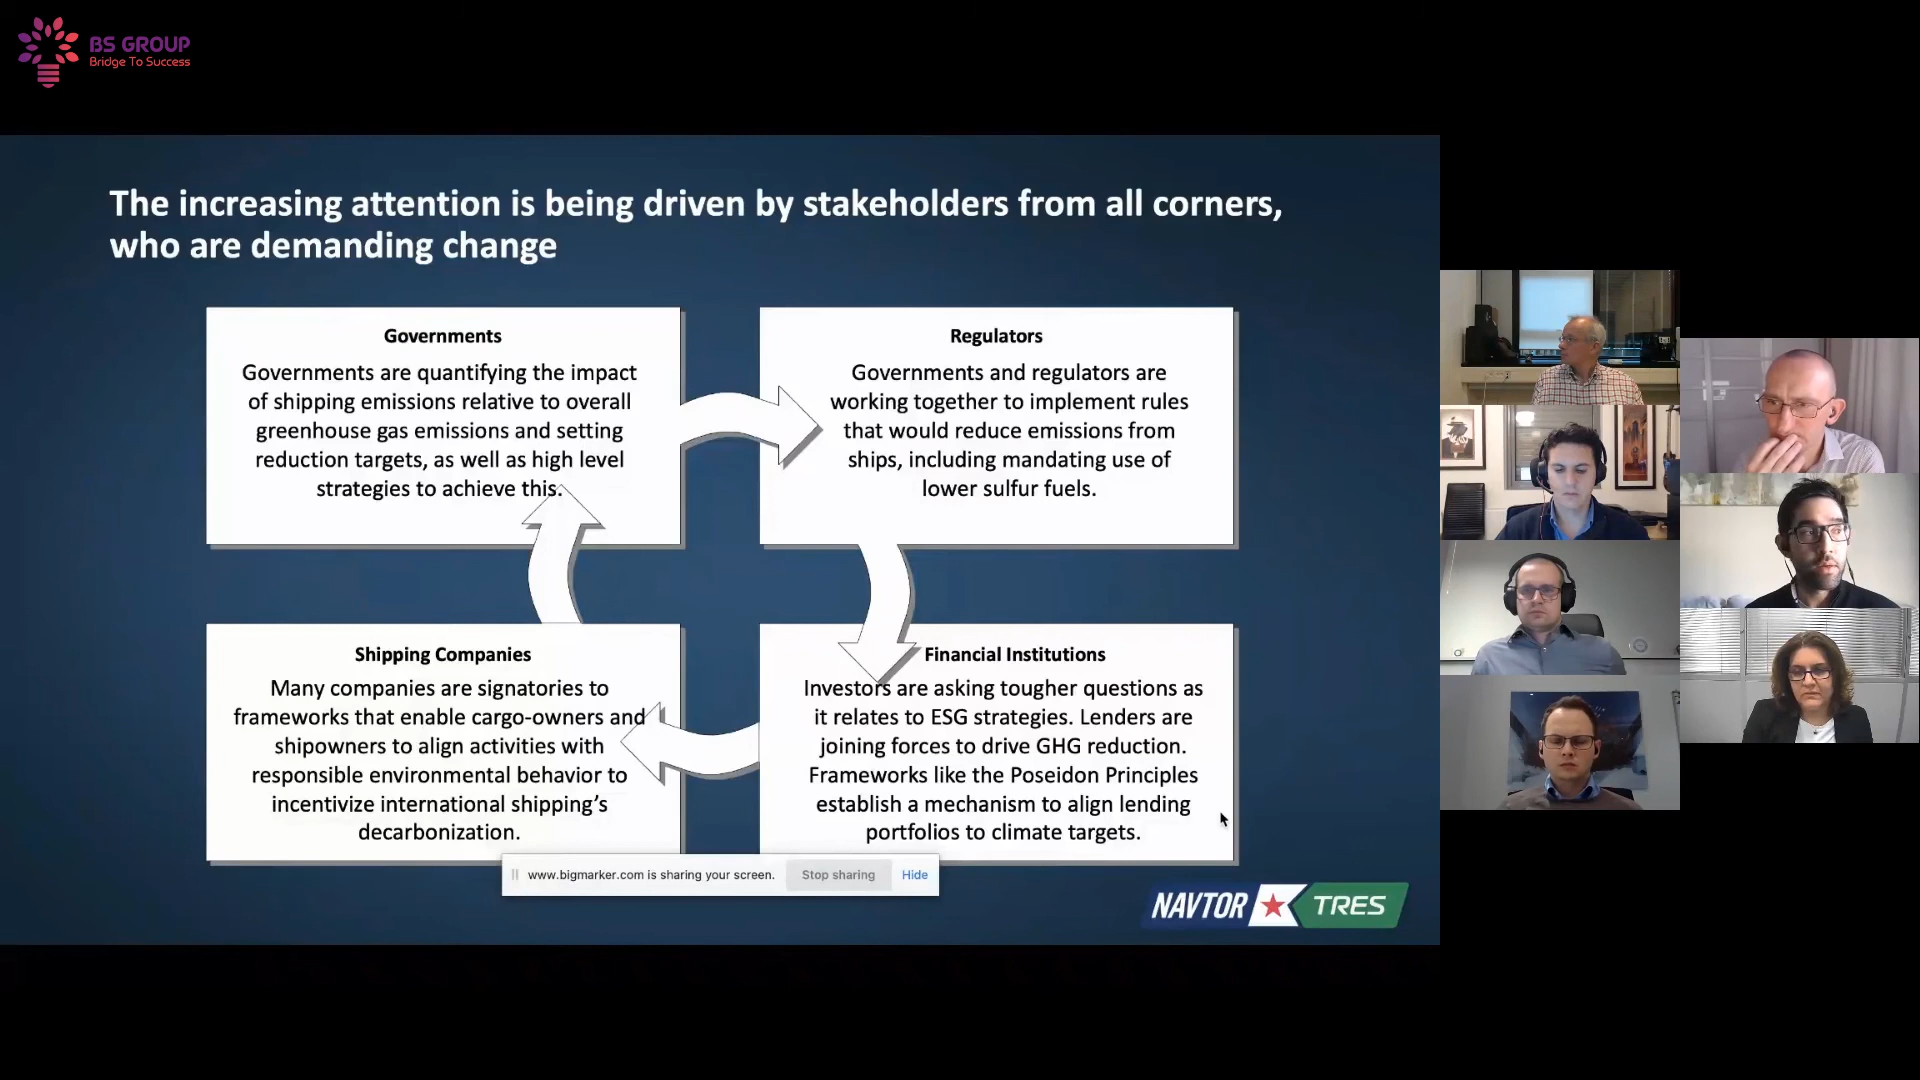 BS GROUP
Bridge To Success
The increasing attention is being driven by stakeholders from all corners,
who are demanding change
Governments
Governments are quantifying the impact
of shipping emissions relative to overall
greenhouse gas emissions and setting
reduction targets, as well as high level
strategies to achieve this.
Regulators
Governments and regulators are
working together to implement rules
that would reduce emissions from
ships, including mandating use of
lower sulfur fuels.
Shipping Companies
Many companies are signatories to
frameworks that enable cargo-owners and
shipowners to align activities with
responsible environmental behavior to
incentivize international shipping's
decarbonization.
Financial Institutions
Investors are asking tougher questions as
it relates to ESG strategies. Lenders are
joining forces to drive GHG reduction.
Frameworks like the Poseidon Principles
establish a mechanism to align lending
portfolios to climate targets.
www.bigmarker.com is sharing your screen.
Stop sharing
Hide
NAVTOR TRES